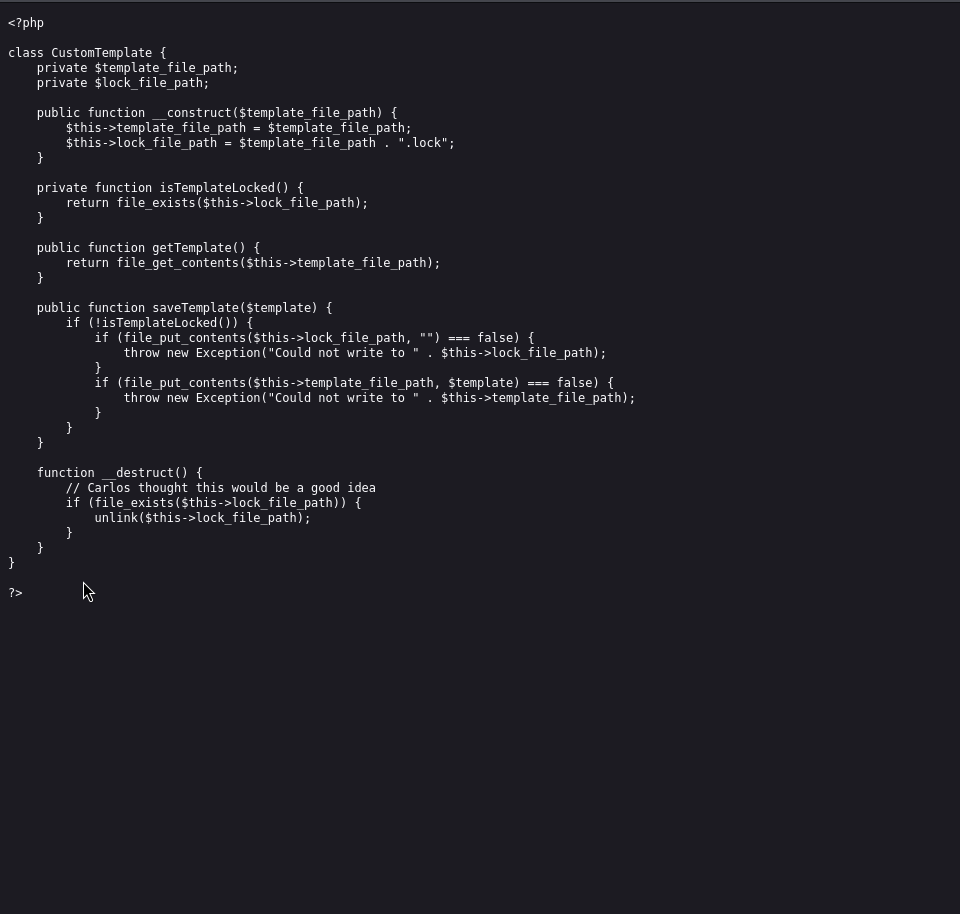 <?php

class CustomTemplate {
    private $template_file_path;
    private $lock_file_path;

    public function __construct($template_file_path) {
        $this->template_file_path = $template_file_path;
        $this->lock_file_path = $template_file_path . ".lock";
    }

    private function isTemplateLocked() {
        return file_exists($this->lock_file_path);
    }

    public function getTemplate() {
        return file_get_contents($this->template_file_path);
    }

    public function saveTemplate($template) {
        if (!isTemplateLocked()) {
            if (file_put_contents($this->lock_file_path, "") === false) {
                throw new Exception("Could not write to " . $this->lock_file_path);
            }
            if (file_put_contents($this->template_file_path, $template) === false) {
                throw new Exception("Could not write to " . $this->template_file_path);
            }
        }
    }

    function __destruct() {
        // Carlos thought this would be a good idea
        if (file_exists($this->lock_file_path)) {
            unlink($this->lock_file_path);
        }
    }
}

?>